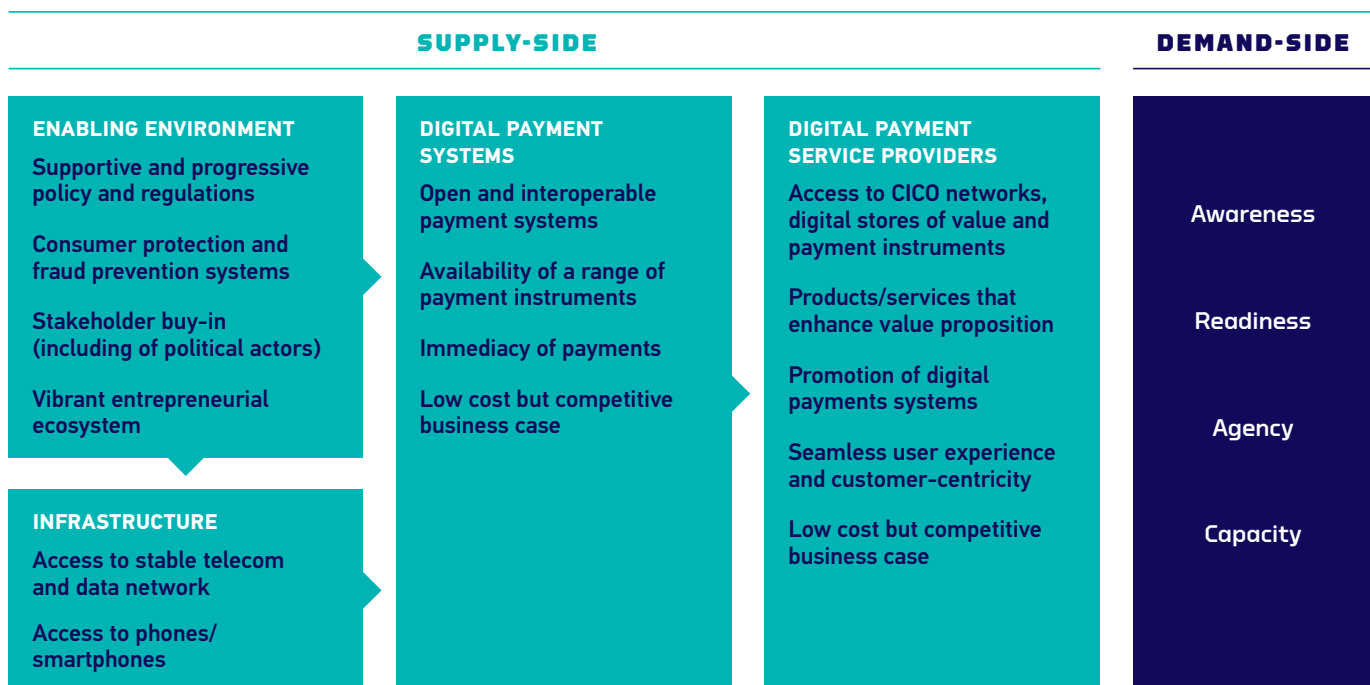 SUPPLY-SIDE
DEMAND-SIDE
ENABLING ENVIRONMENT
Supportive and progressive
policy and regulations
Consumer protection and
fraud prevention systems
Stakeholder buy-in
(including of political actors)
Vibrant entrepreneurial
ecosystem
INFRASTRUCTURE
Access to stable telecom
and data network
Access to phones/
smartphones
DIGITAL PAYMENT
SYSTEMS
Open and interoperable
payment systems
Availability of a range of
payment instruments
Immediacy of payments
Low cost but competitive
business case
DIGITAL PAYMENT
SERVICE PROVIDERS
Access to CICO networks,
digital stores of value and
payment instruments
Products/services that
enhance value proposition
Promotion of digital
payments systems
Seamless user experience
and customer-centricity
Low cost but competitive
business case
Awareness
Readiness
Agency
Capacity